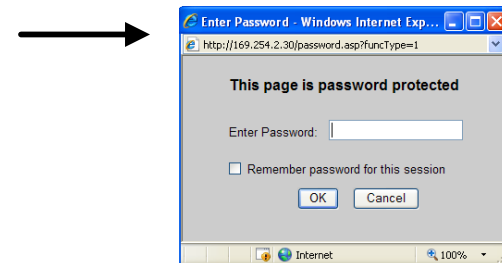 Enter Password - Windows Internet Exp...
http://169.254.2.30/password.asp?funcType=1
This page is password protected
Enter Password:
Remember password for this session
OK Cancel
Internet 100%